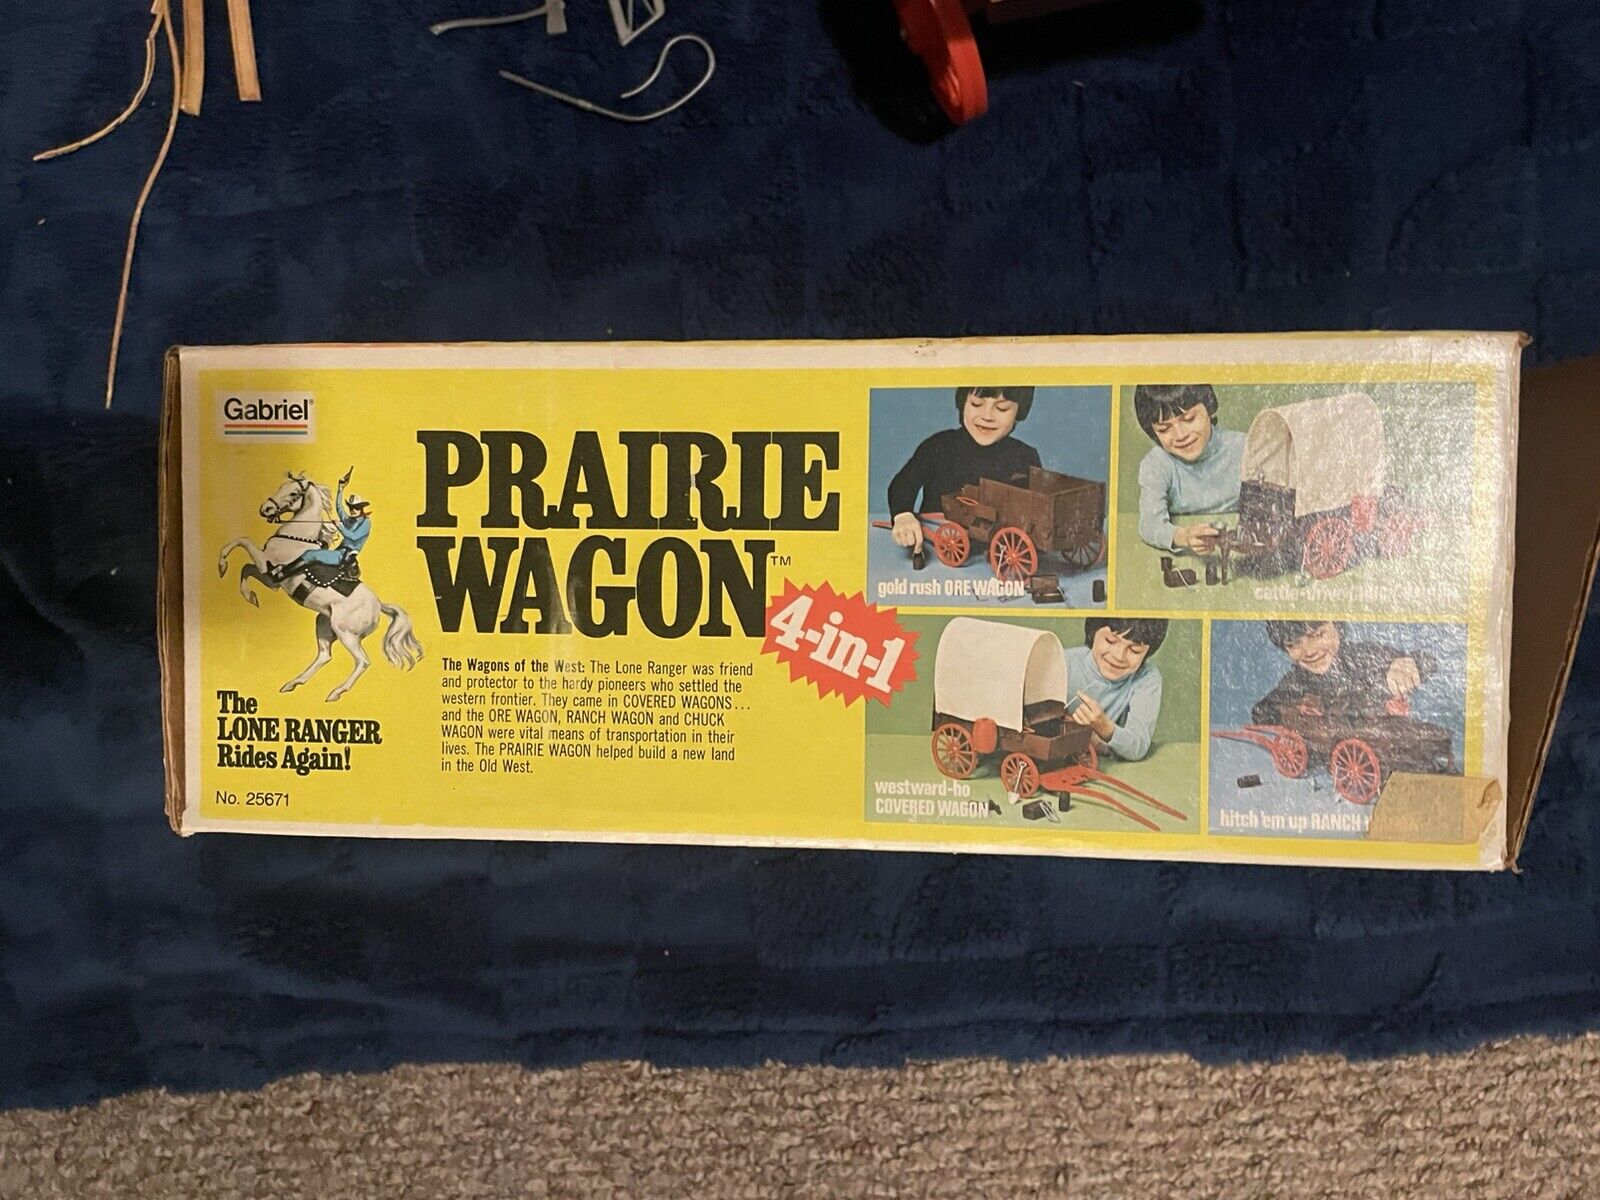 Gabriel®
PRAIRIE
WAGON™
4-in-1
The
LONE RANGER
Rides Again!
No. 25671
The Wagons of the West: The Lone Ranger was friend
and protector to the hardy pioneers who settled the
western frontier. They came in COVERED WAGONS...
and the ORE WAGON, RANCH WAGON and CHUCK
WAGON were vital means of transportation in their
lives. The PRAIRIE WAGON helped build a new land
in the Old West.
gold rush ORE WAGON
cattle-drive
westward-ho
COVERED WAGON
hitch 'em up RANCH